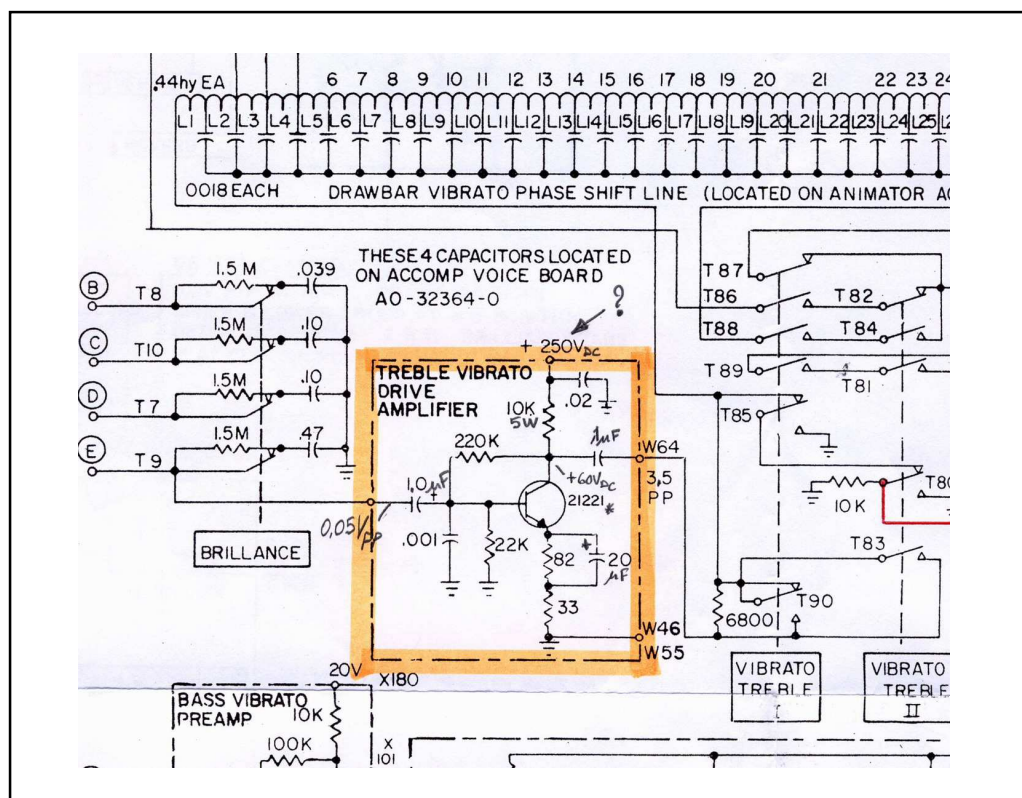 .44hy EA
6 7 8 9 10 11 12 13 14 15 16 17 18 19 20 21 22 23 24
L1 L2 L3 L4 L5 L6 L7 L8 L9 L10 L11 L12 L13 L14 L15 L16 L17 L18 L19 L20 L21 L22 L23 L24 L25
0018 EACH
DRAWBAR VIBRATO PHASE SHIFT LINE (LOCATED ON ANIMATOR
THESE 4 CAPACITORS LOCATED
ON ACCOMP VOICE BOARD
AO-32364-0
?
B
T8
1.5 M
.039
C
T10
1.5M
.10
D
T7
1.5M
.10
E
T9
1.5M
.47
BRILLANCE
+ 250VDC
TREBLE VIBRATO
DRIVE
AMPLIFIER
.02
10K
5W
220K
1µF
W64
3,5
PP
+60VDC
21221
*
0,05V PP
1,0 µF
+
.001
22K
82
+
20
µF
33
W46
W55
T87
T86
T82
T88
T84
T89
T81
T85
10K
T80
T83
T90
6800
VIBRATO
TREBLE
I
VIBRATO
TREBLE
II
20V
X180
BASS VIBRATO
PREAMP
10K
100K
X
101